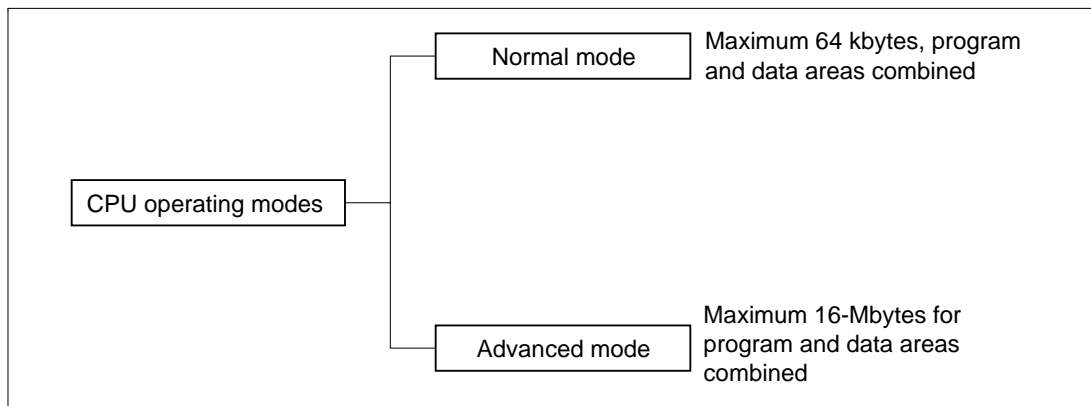 Normal mode
Maximum 64 kbytes, program
and data areas combined
CPU operating modes
Advanced mode
Maximum 16-Mbytes for
program and data areas
combined